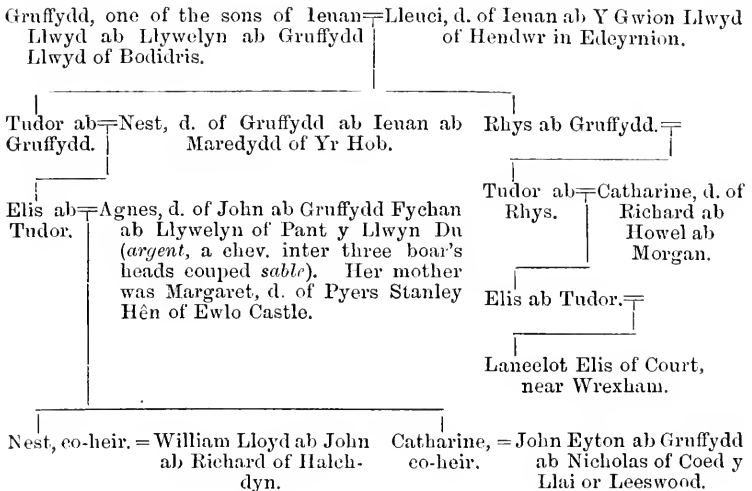 Gruffydd, one of the sons of Ieuan=Lleuci, d. of Ieuan ab Y Gwion Llwyd
Llwyd ab Llywelyn ab Gruffydd
of Hendwr in Edeyrnion.
Llwyd of Bodidris.
Tudor ab=Nest, d. of Gruffydd ab Ieuan ab
Gruffydd.
Maredydd of Yr Hob.
Rhys ab Gruffydd.=
Elis ab=Agnes, d. of John ab Gruffydd Fychan
Tudor.
ab Llywelyn of Pant y Llwyn Du
(argent, a chev. inter three boar's
heads couped sable). Her mother
was Margaret, d. of Pyers Stanley
Hên of Ewlo Castle.
Tudor ab=Catharine, d. of
Rhys.
Richard ab
Howel ab
Morgan.
Elis ab Tudor.=
Lancelot Elis of Court,
near Wrexham.
Nest, co-heir. = William Lloyd ab John
ab Richard of Halch-
dyn.
Catharine, = John Eyton ab Gruffydd
co-heir.
ab Nicholas of Coed y
Llai or Leeswood.